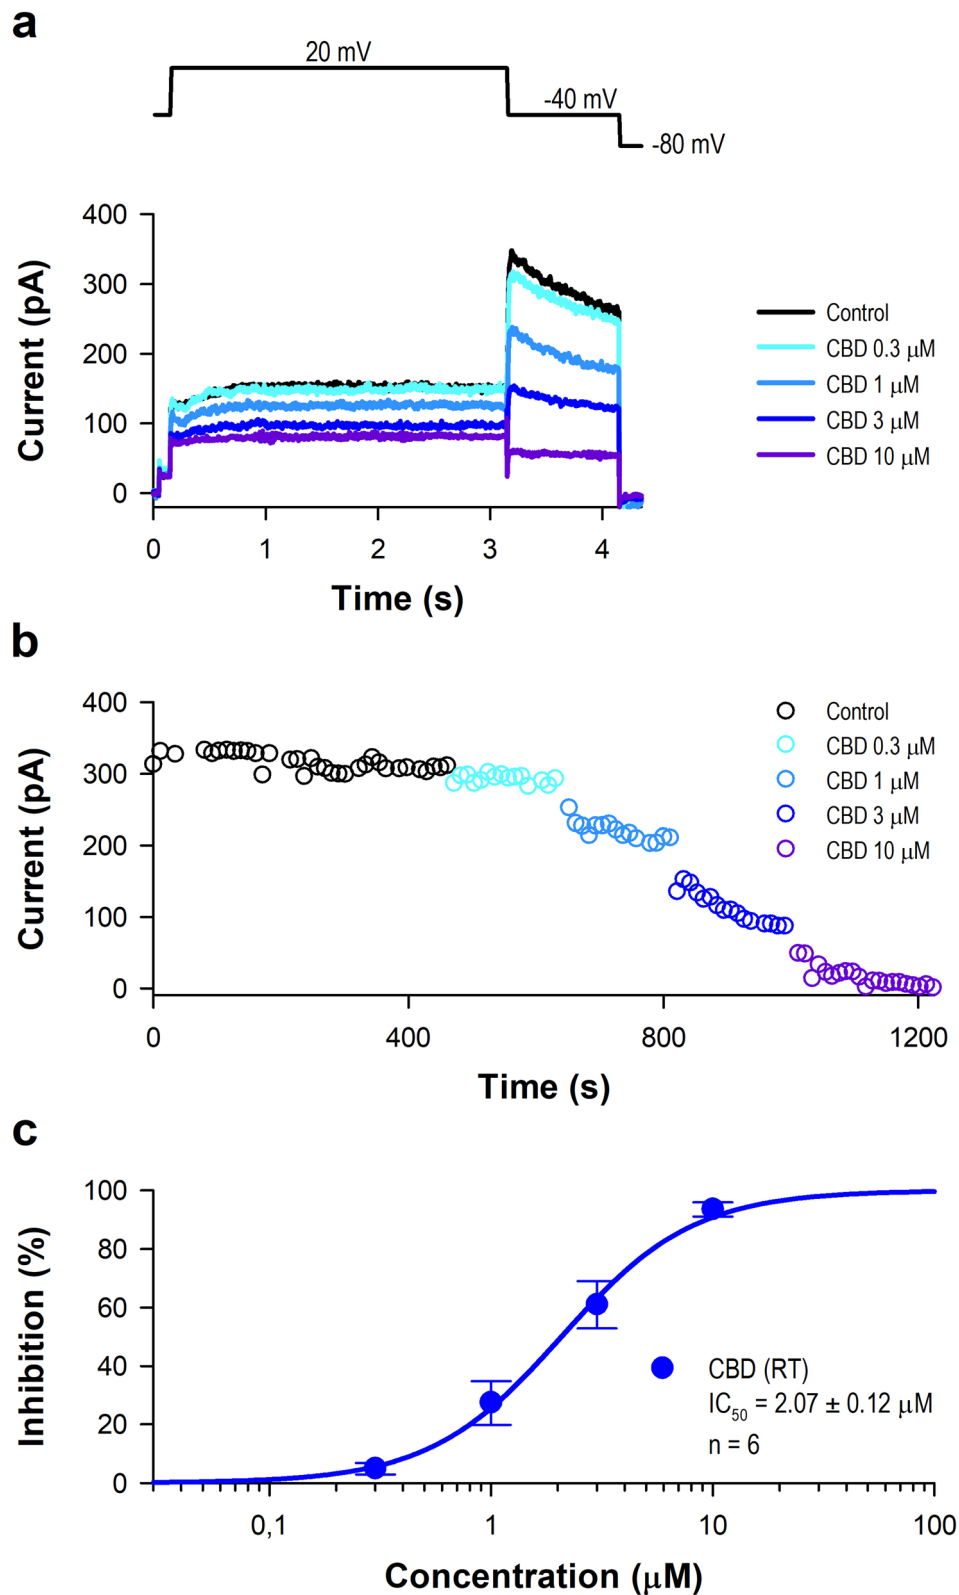 a
20 mV
-40 mV
-80 mV
400
300
200
100
0
Current (pA)
0 1 2 3 4
Time (s)
Control
CBD 0.3 μM
CBD 1 μM
CBD 3 μM
CBD 10 μM
b
400
300
200
100
0
Current (pA)
0 400 800 1200
Time (s)
Control
CBD 0.3 μM
CBD 1 μM
CBD 3 μM
CBD 10 μM
c
100
80
60
40
20
0
Inhibition (%)
0,1 1 10 100
Concentration (μM)
CBD (RT)
IC50 = 2.07 ± 0.12 μM
n = 6